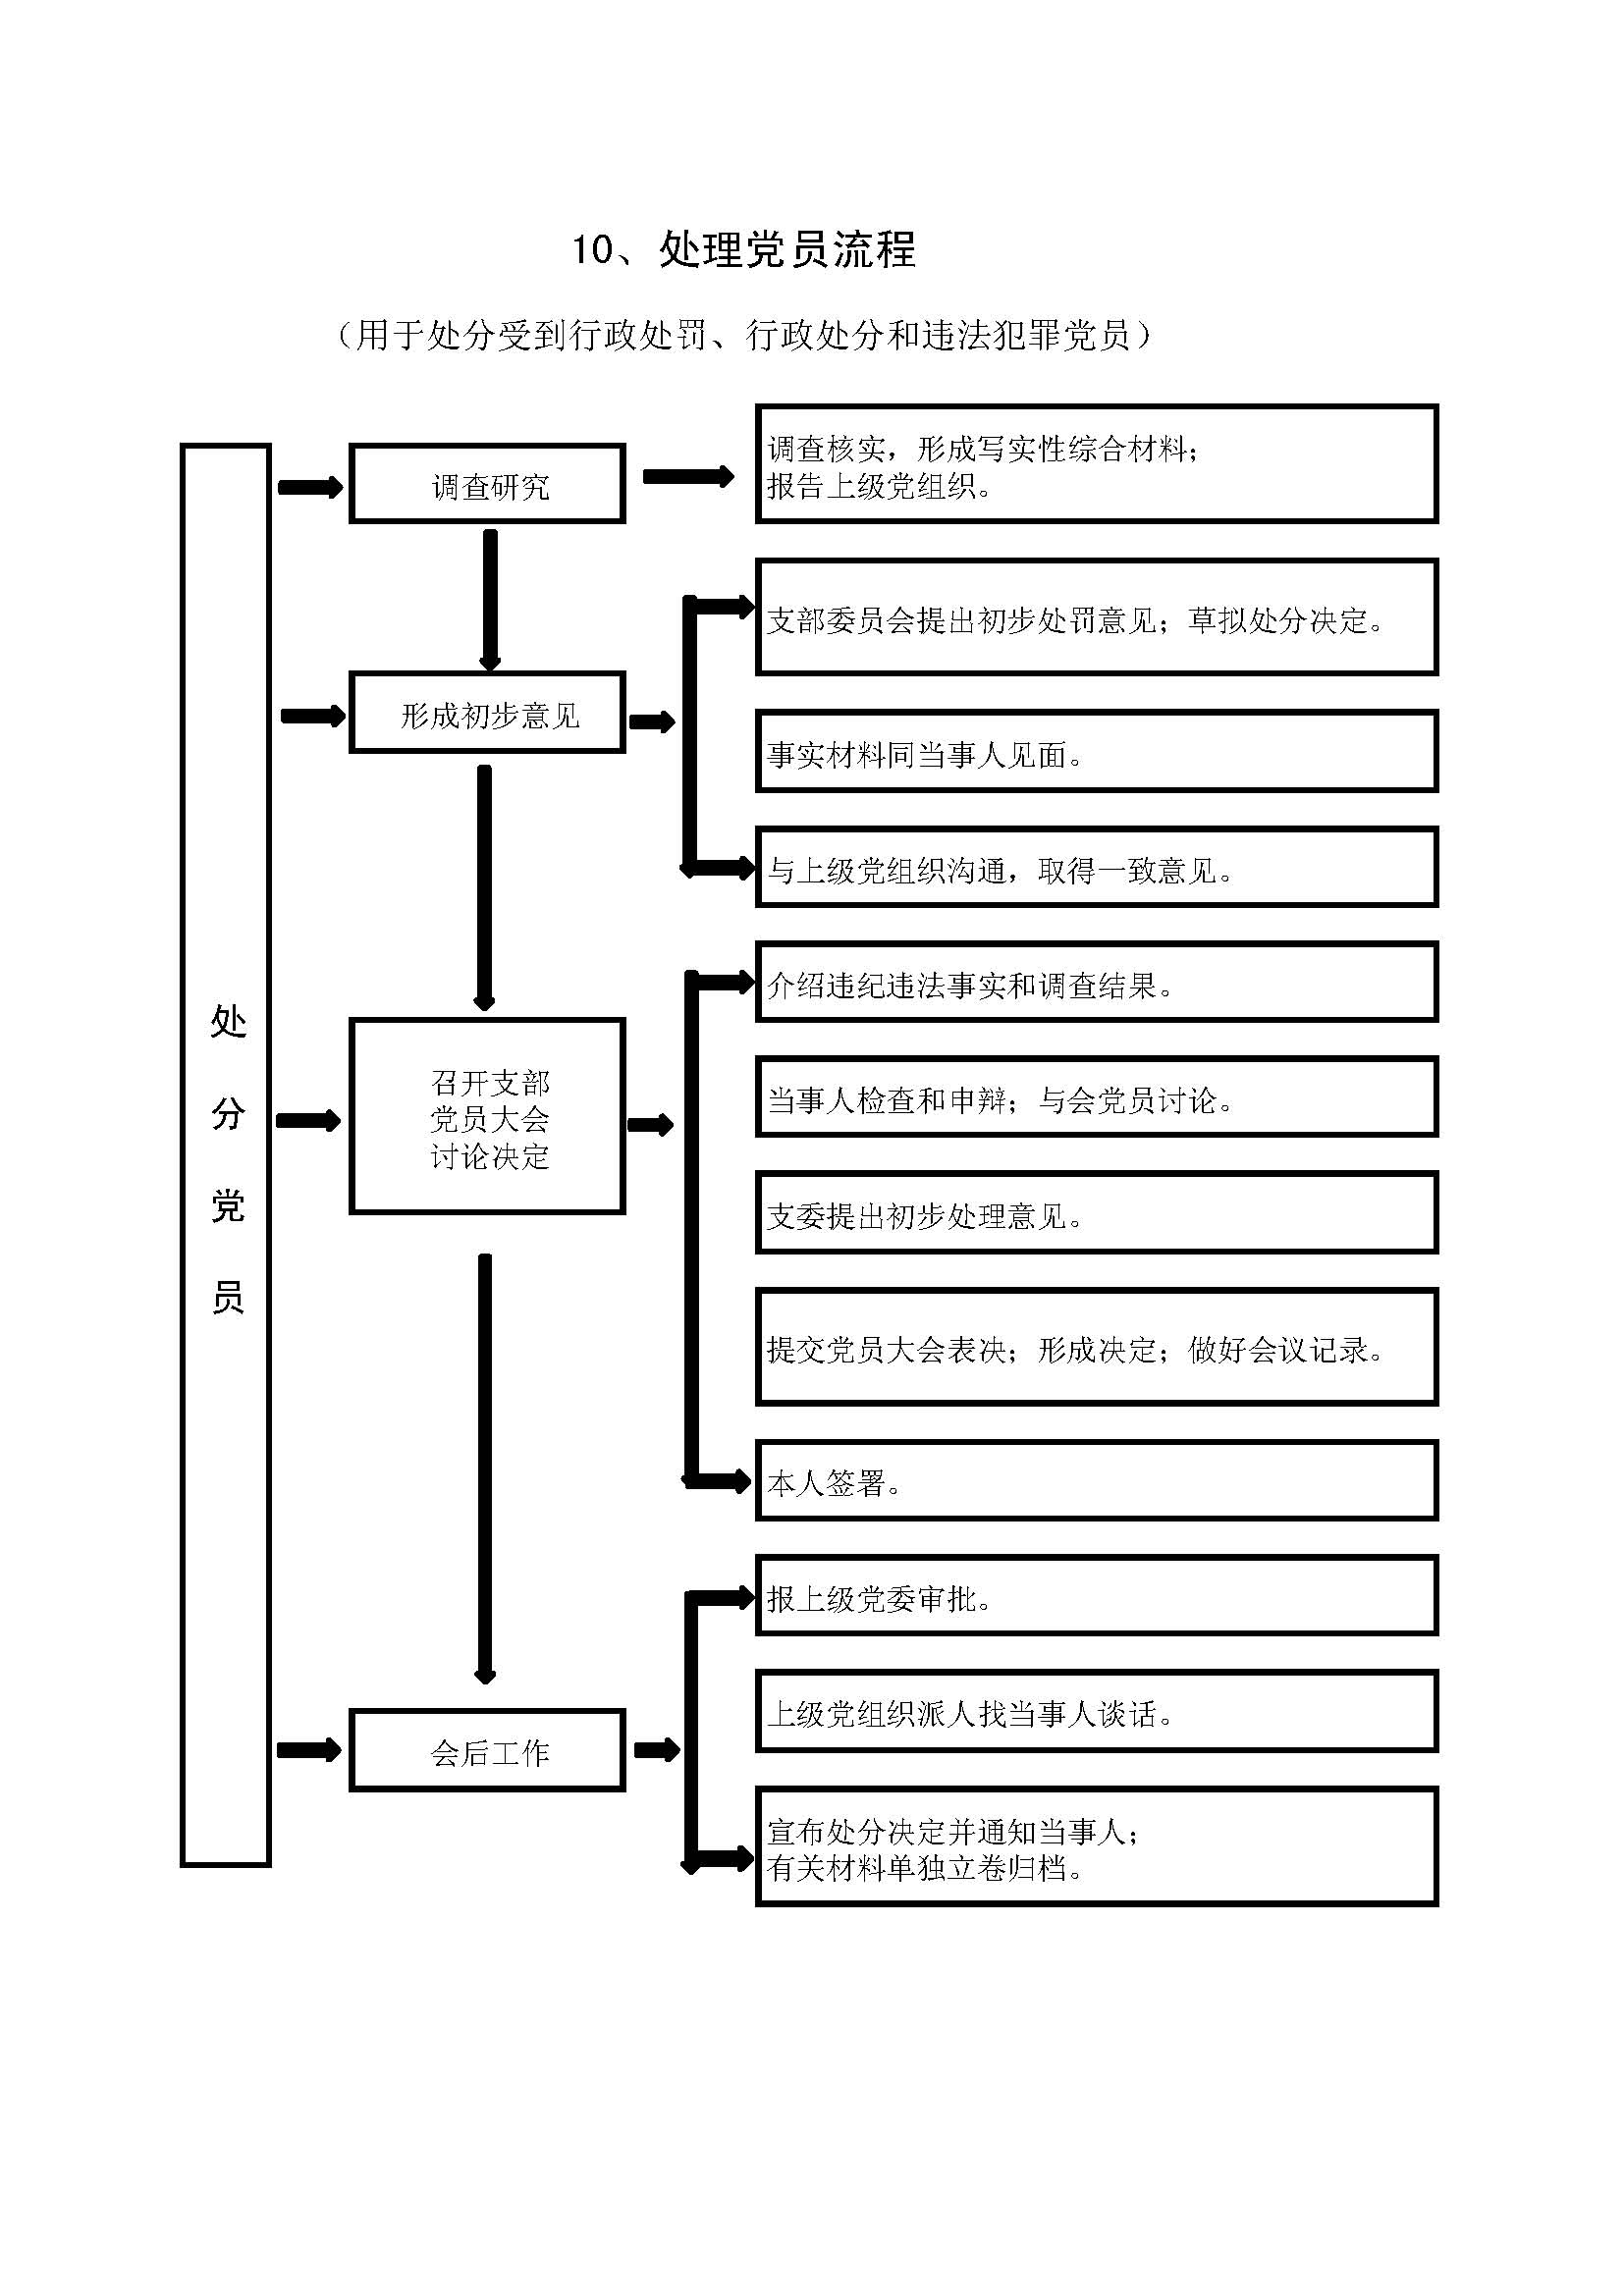 10、处理党员流程
（用于处分受到行政处罚、行政处分和违法犯罪党员）
处
分
党
员
调查研究
调查核实，形成写实性综合材料；
报告上级党组织。
形成初步意见
支部委员会提出初步处罚意见；草拟处分决定。
事实材料同当事人见面。
与上级党组织沟通，取得一致意见。
召开支部
党员大会
讨论决定
介绍违纪违法事实和调查结果。
当事人检查和申辩；与会党员讨论。
支委提出初步处理意见。
提交党员大会表决；形成决定；做好会议记录。
本人签署。
会后工作
报上级党委审批。
上级党组织派人找当事人谈话。
宣布处分决定并通知当事人；
有关材料单独立卷归档。